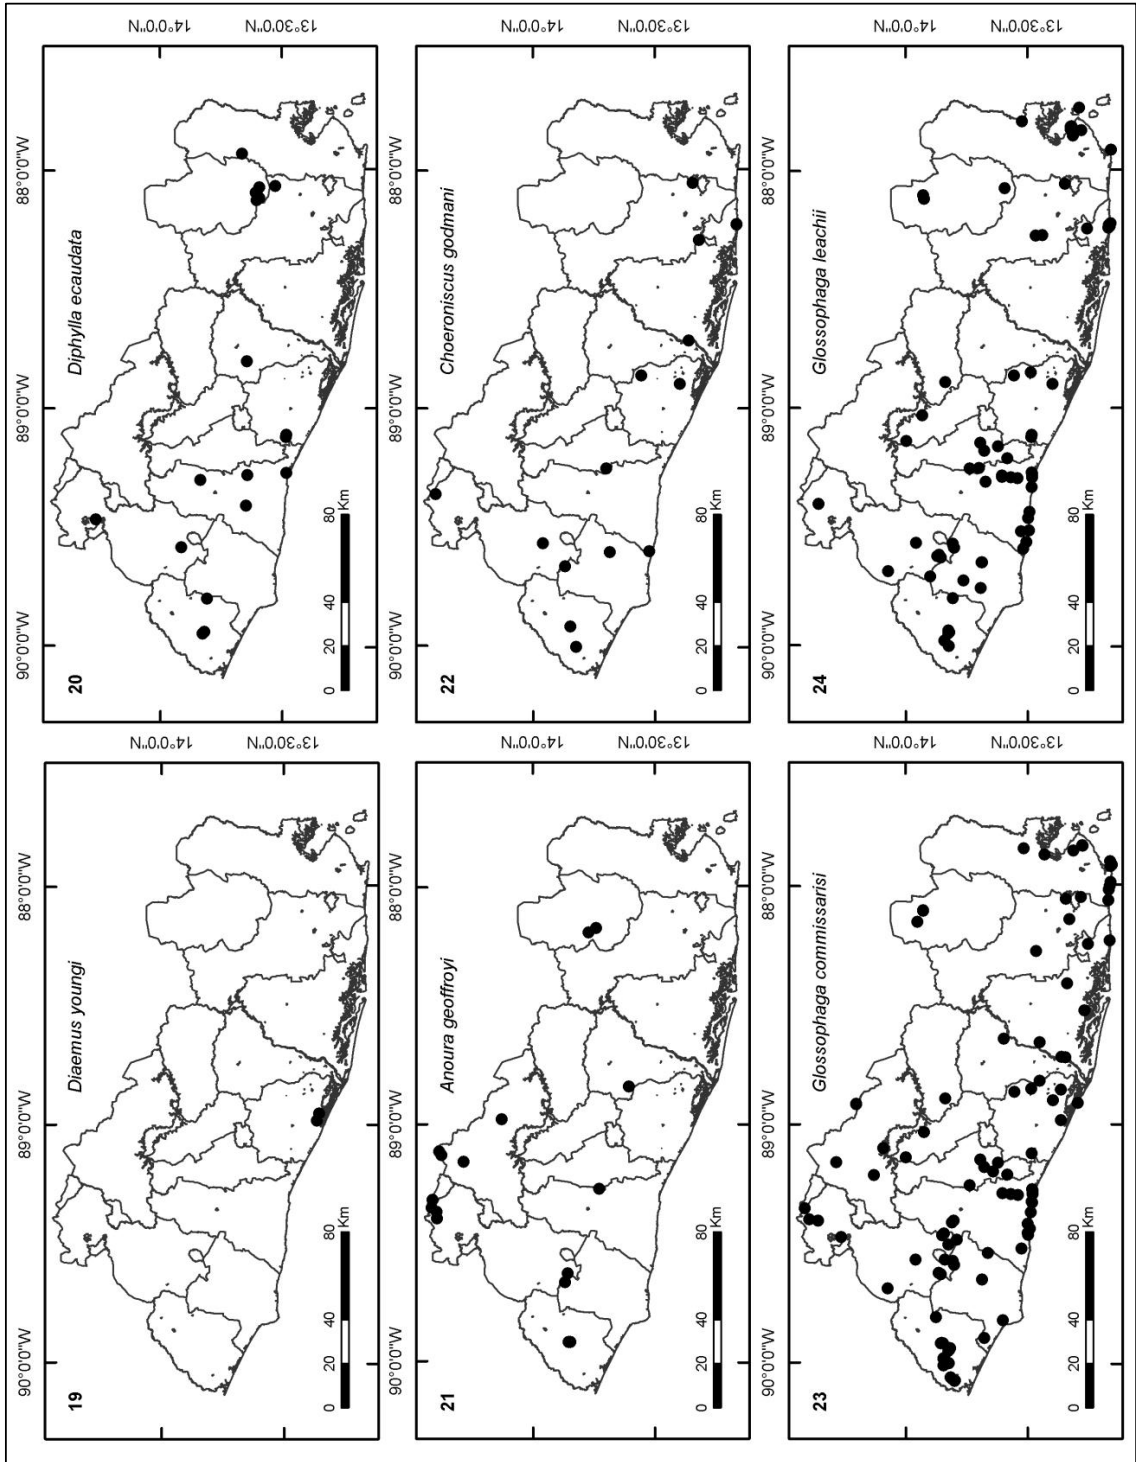 90°0'0"W 89°0'0"W 88°0'0"W
19
Diaemus youngi
14°0'0"N
13°30'0"N
0 20 40 80 Km
90°0'0"W 89°0'0"W 88°0'0"W
20
Diphylla ecaudata
14°0'0"N
13°30'0"N
0 20 40 80 Km
90°0'0"W 89°0'0"W 88°0'0"W
21
Anoura geoffroyi
14°0'0"N
13°30'0"N
0 20 40 80 Km
90°0'0"W 89°0'0"W 88°0'0"W
22
Choeroniscus godmani
14°0'0"N
13°30'0"N
0 20 40 80 Km
90°0'0"W 89°0'0"W 88°0'0"W
23
Glossophaga commissarisi
14°0'0"N
13°30'0"N
0 20 40 80 Km
90°0'0"W 89°0'0"W 88°0'0"W
24
Glossophaga leachii
14°0'0"N
13°30'0"N
0 20 40 80 Km